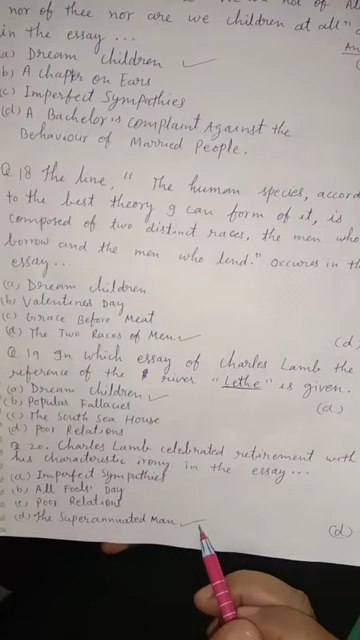 nor of thee nor are we children at all"
in the essay ...
(a) Dream Children
(b) A Chapter on Ears
(c) Imperfect Sympathies
(d) A Bachelor's Complaint Against the
Behaviour of Married People.
Q 18 The line, " The human species, accord
to the best theory I can form of it, is
composed of two distinct races, the men who
borrow and the men who lend." Occures in th
essay...
(a) Dream children
(b) Valentines Day
(c) Grace Before Meat
(d) The Two Races of Men
(d)
Q 19 In which essay of Charles Lamb the
reference of the river "Lethe" is given.
(a) Dream Children
(a)
(b) Popular Fallacies
(c) The South Sea House
(d) Poor Relations
Q 20. Charles Lamb celebrated retirement with
his characteristic irony in the essay...
(a) Imperfect Sympathies
(b) All Fools' Day
(c) Poor Relations
(d) The Superannuated Man
(d)